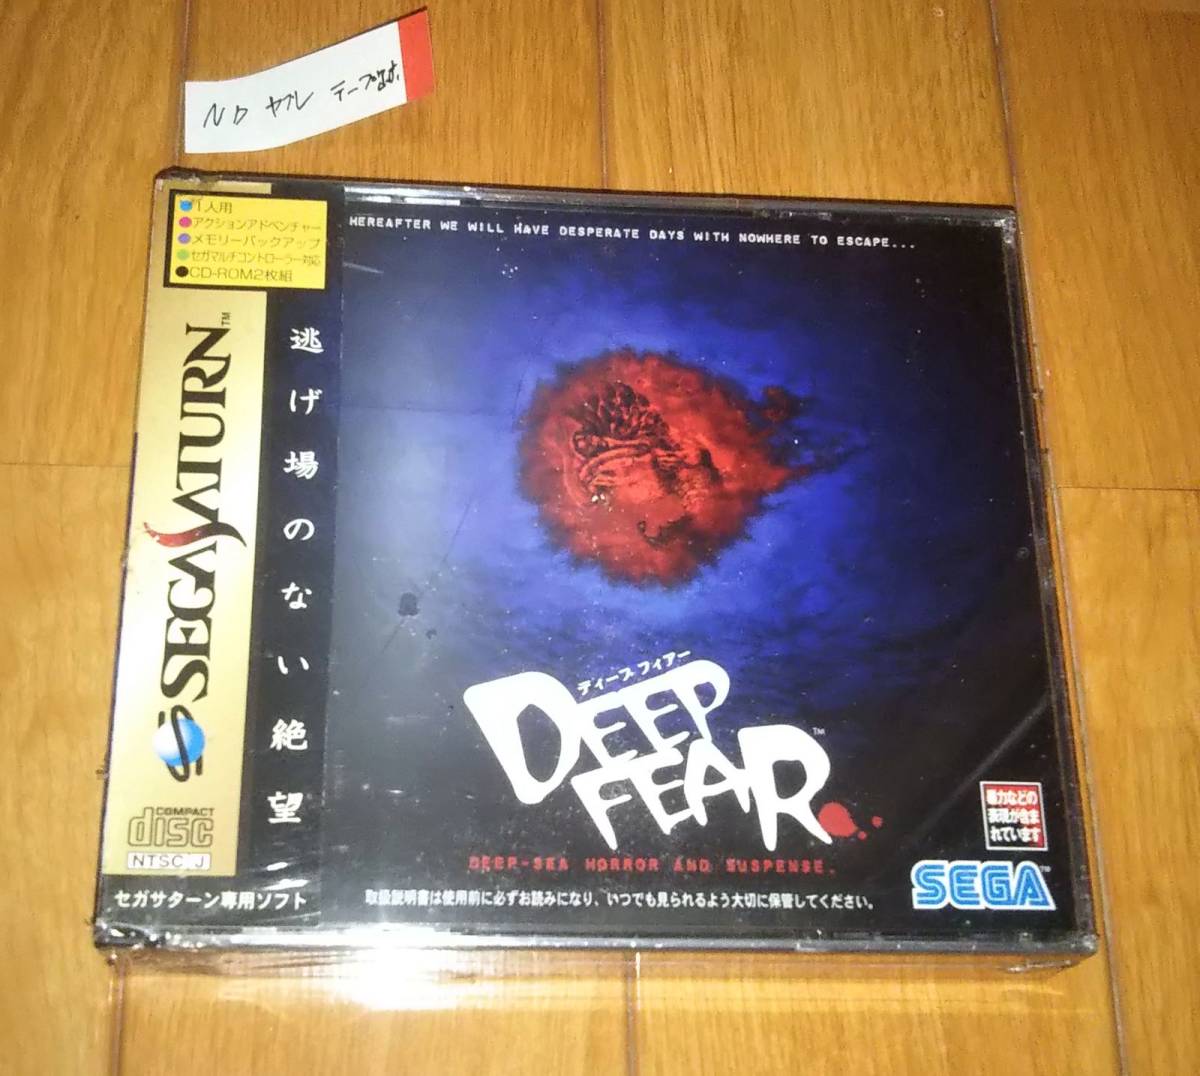 ヤブレ テープ
1人用
アクションアドベンチャー
メモリーバックアップ
セガマルチコントローラー対応
CD-ROM2枚組
SEGA SATURN™
逃げ場のない絶望
COMPACT
disc
NTSC J
セガサターン専用ソフト
HEREAFTER WE WILL HAVE DESPERATE DAYS WITH NOWHERE TO ESCAPE...
ディープ フィアー
DEEP
FEAR™
DEEP-SEA HORROR AND SUSPENSE.
取扱説明書は使用前に必ずお読みになり、いつでも見られるよう大切に保管してください。
暴力などの
表現が含ま
れています
SEGA™